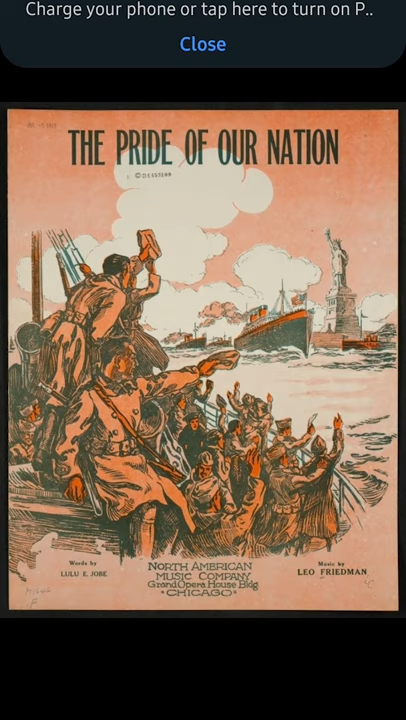 Charge your phone or tap here to turn on P..
Close
THE PRIDE OF OUR NATION
Words by
LULU E. JOBE
NORTH AMERICAN
MUSIC COMPANY
Grand Opera House Bldg.
•CHICAGO•
Music by
LEO FRIEDMAN